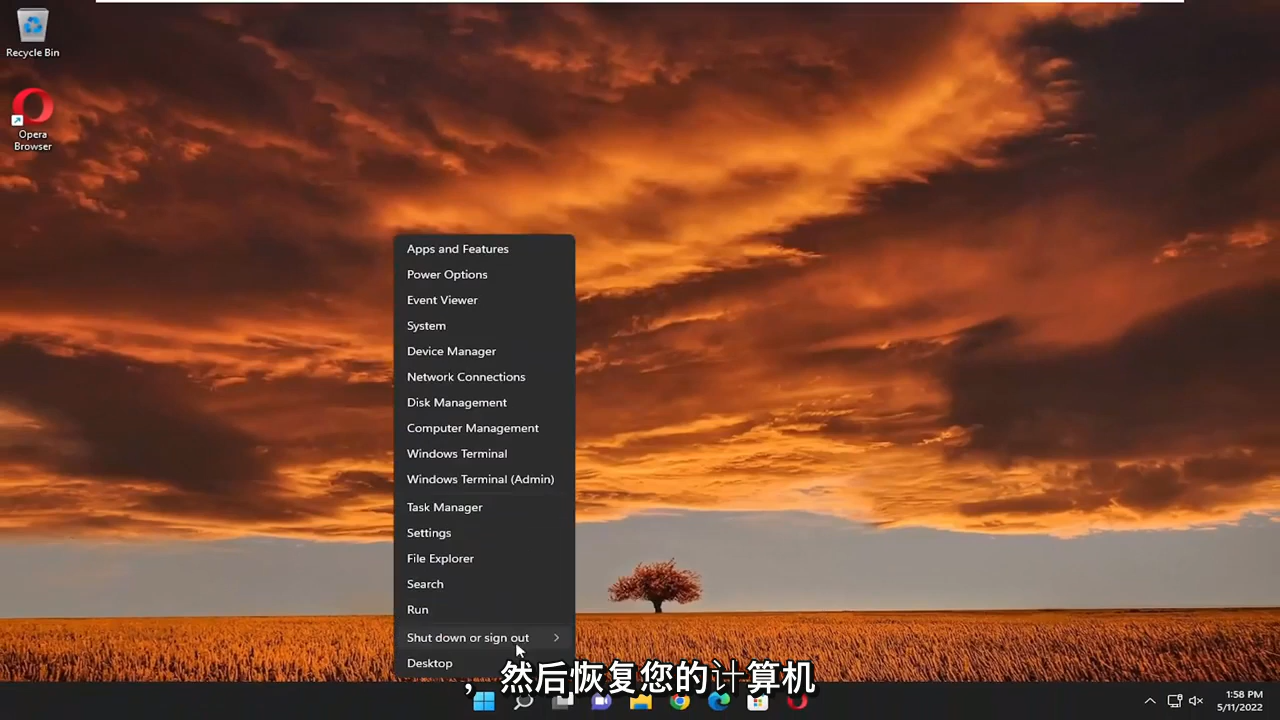 Recycle Bin
Opera
Browser
Apps and Features
Power Options
Event Viewer
System
Device Manager
Network Connections
Disk Management
Computer Management
Windows Terminal
Windows Terminal (Admin)
Task Manager
Settings
File Explorer
Search
Run
Shut down or sign out
Desktop
，然后恢复您的计算机
1:58 PM
5/11/2022